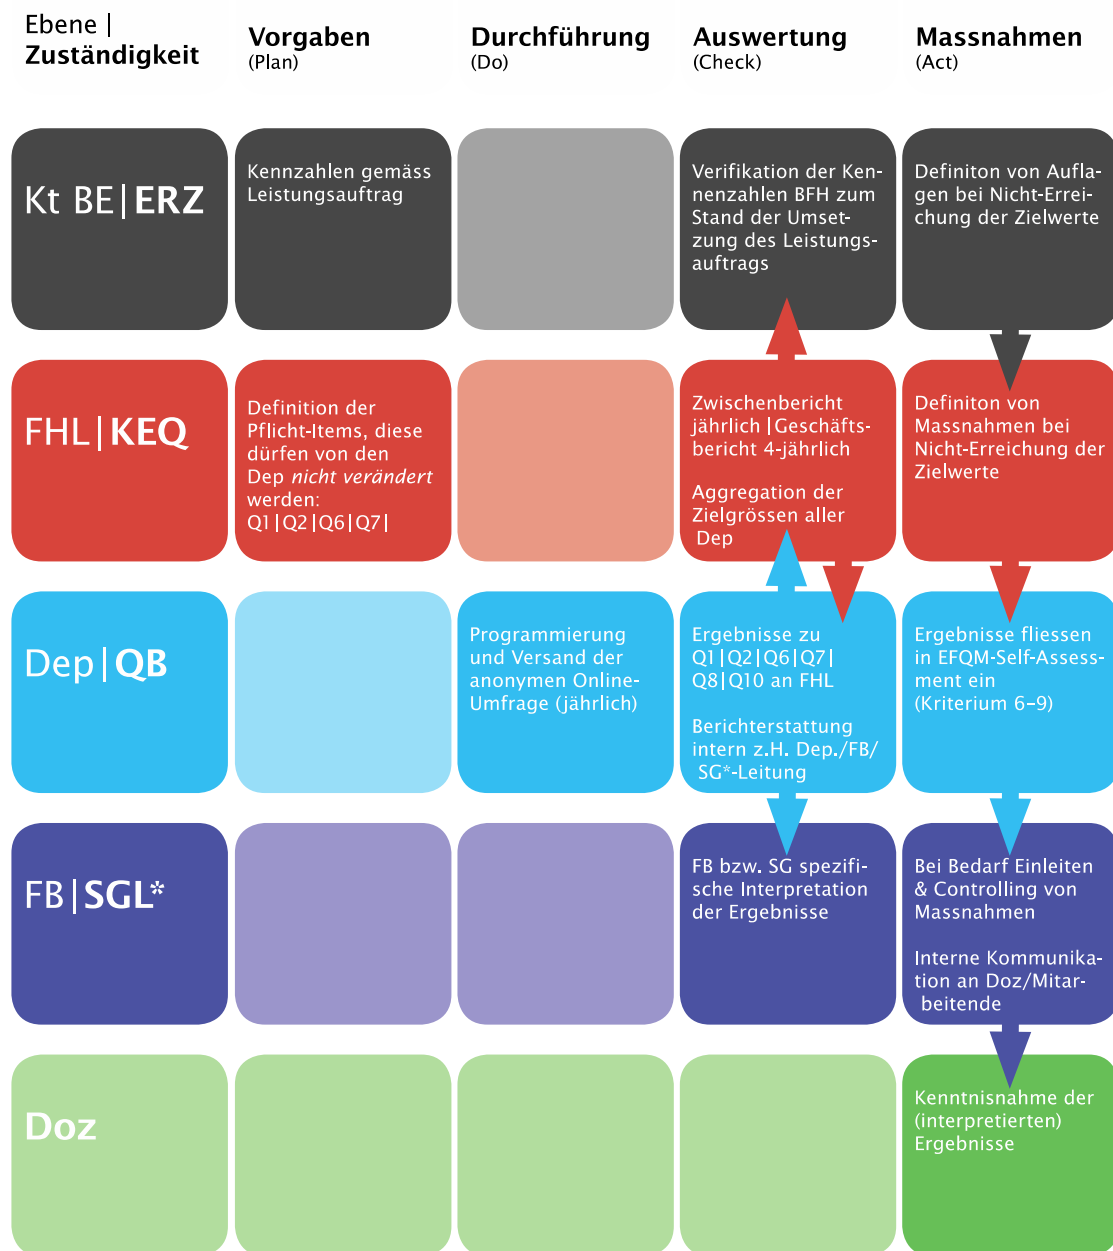 Ebene |
Zuständigkeit
Vorgaben
(Plan)
Durchführung
(Do)
Auswertung
(Check)
Massnahmen
(Act)
Kt BE|ERZ
Kennzahlen gemäss
Leistungsauftrag
Verifikation der Ken-
nenzahlen BFH zum
Stand der Umset-
zung des Leistungs-
auftrags
Definiton von Aufla-
gen bei Nicht-Errei-
chung der Zielwerte
FHL|KEQ
Definition der
Pflicht-Items, diese
dürfen von den
Dep nicht verändert
werden:
Q1|Q2|Q6|Q7|
Zwischenbericht
jährlich |Geschäfts-
bericht 4-jährlich
Aggregation der
Zielgrössen aller
Dep
Definiton von
Massnahmen bei
Nicht-Erreichung der
Zielwerte
Dep|QB
Programmierung
und Versand der
anonymen Online-
Umfrage (jährlich)
Ergebnisse zu
Q1|Q2|Q6|Q7|
Q8|Q10 an FHL
Berichterstattung
intern z.H. Dep./FB/
SG*-Leitung
Ergebnisse fliessen
in EFQM-Self-Assess-
ment ein
(Kriterium 6–9)
FB|SGL*
FB bzw. SG spezifi-
sche Interpretation
der Ergebnisse
Bei Bedarf Einleiten
& Controlling von
Massnahmen
Interne Kommunika-
tion an Doz/Mitar-
beitende
Doz
Kenntnisnahme der
(interpretierten)
Ergebnisse